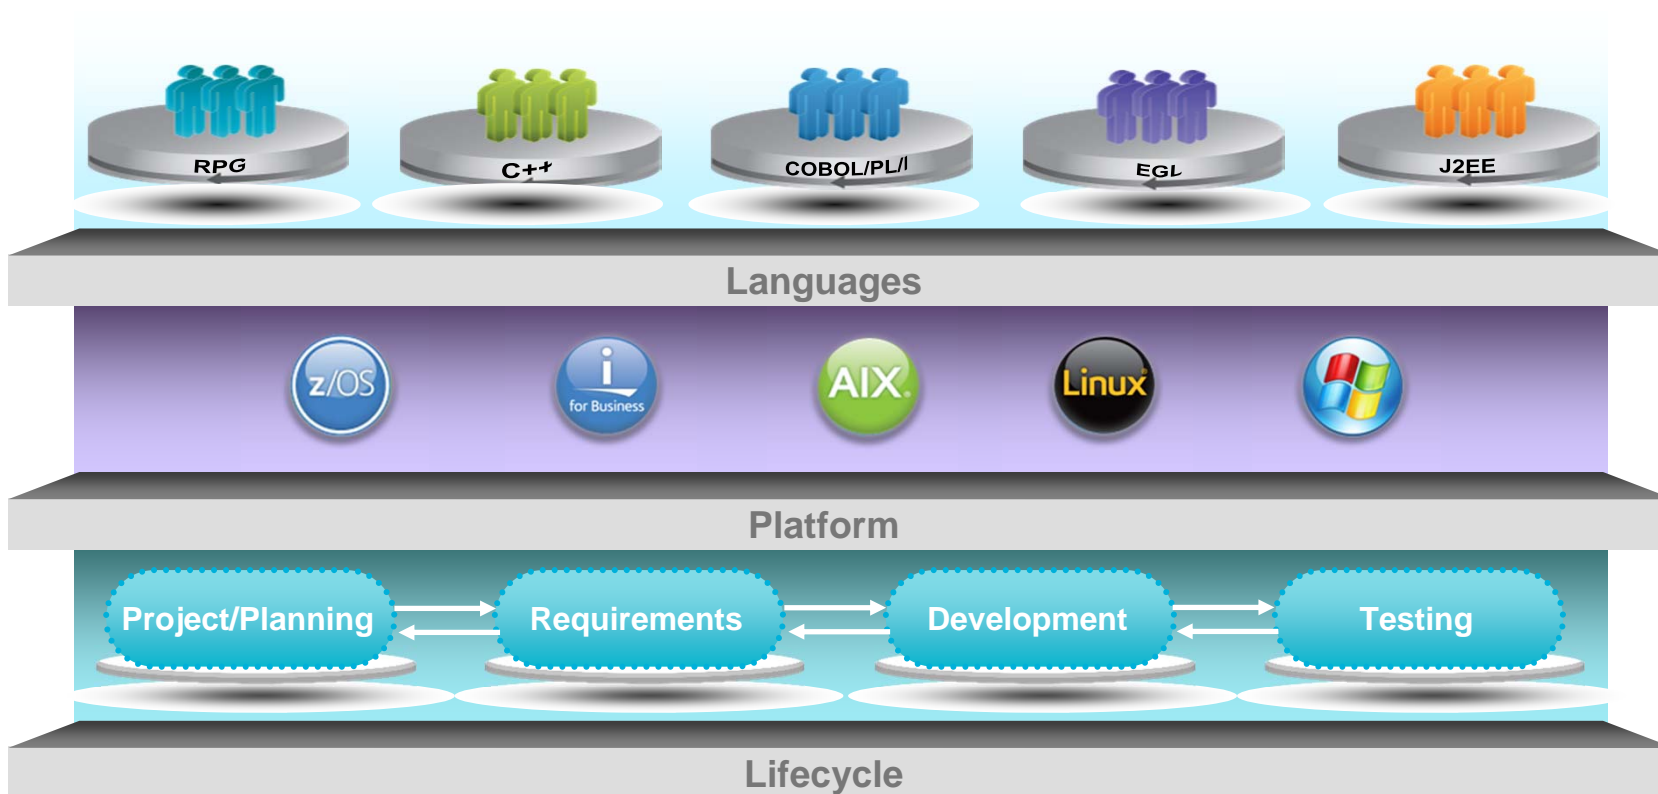 RPG
C++
COBOL/PL/I
EGL
J2EE
Languages
z/OS
i
for Business
AIX®
Linux®
Platform
Project/Planning
Requirements
Development
Testing
Lifecycle